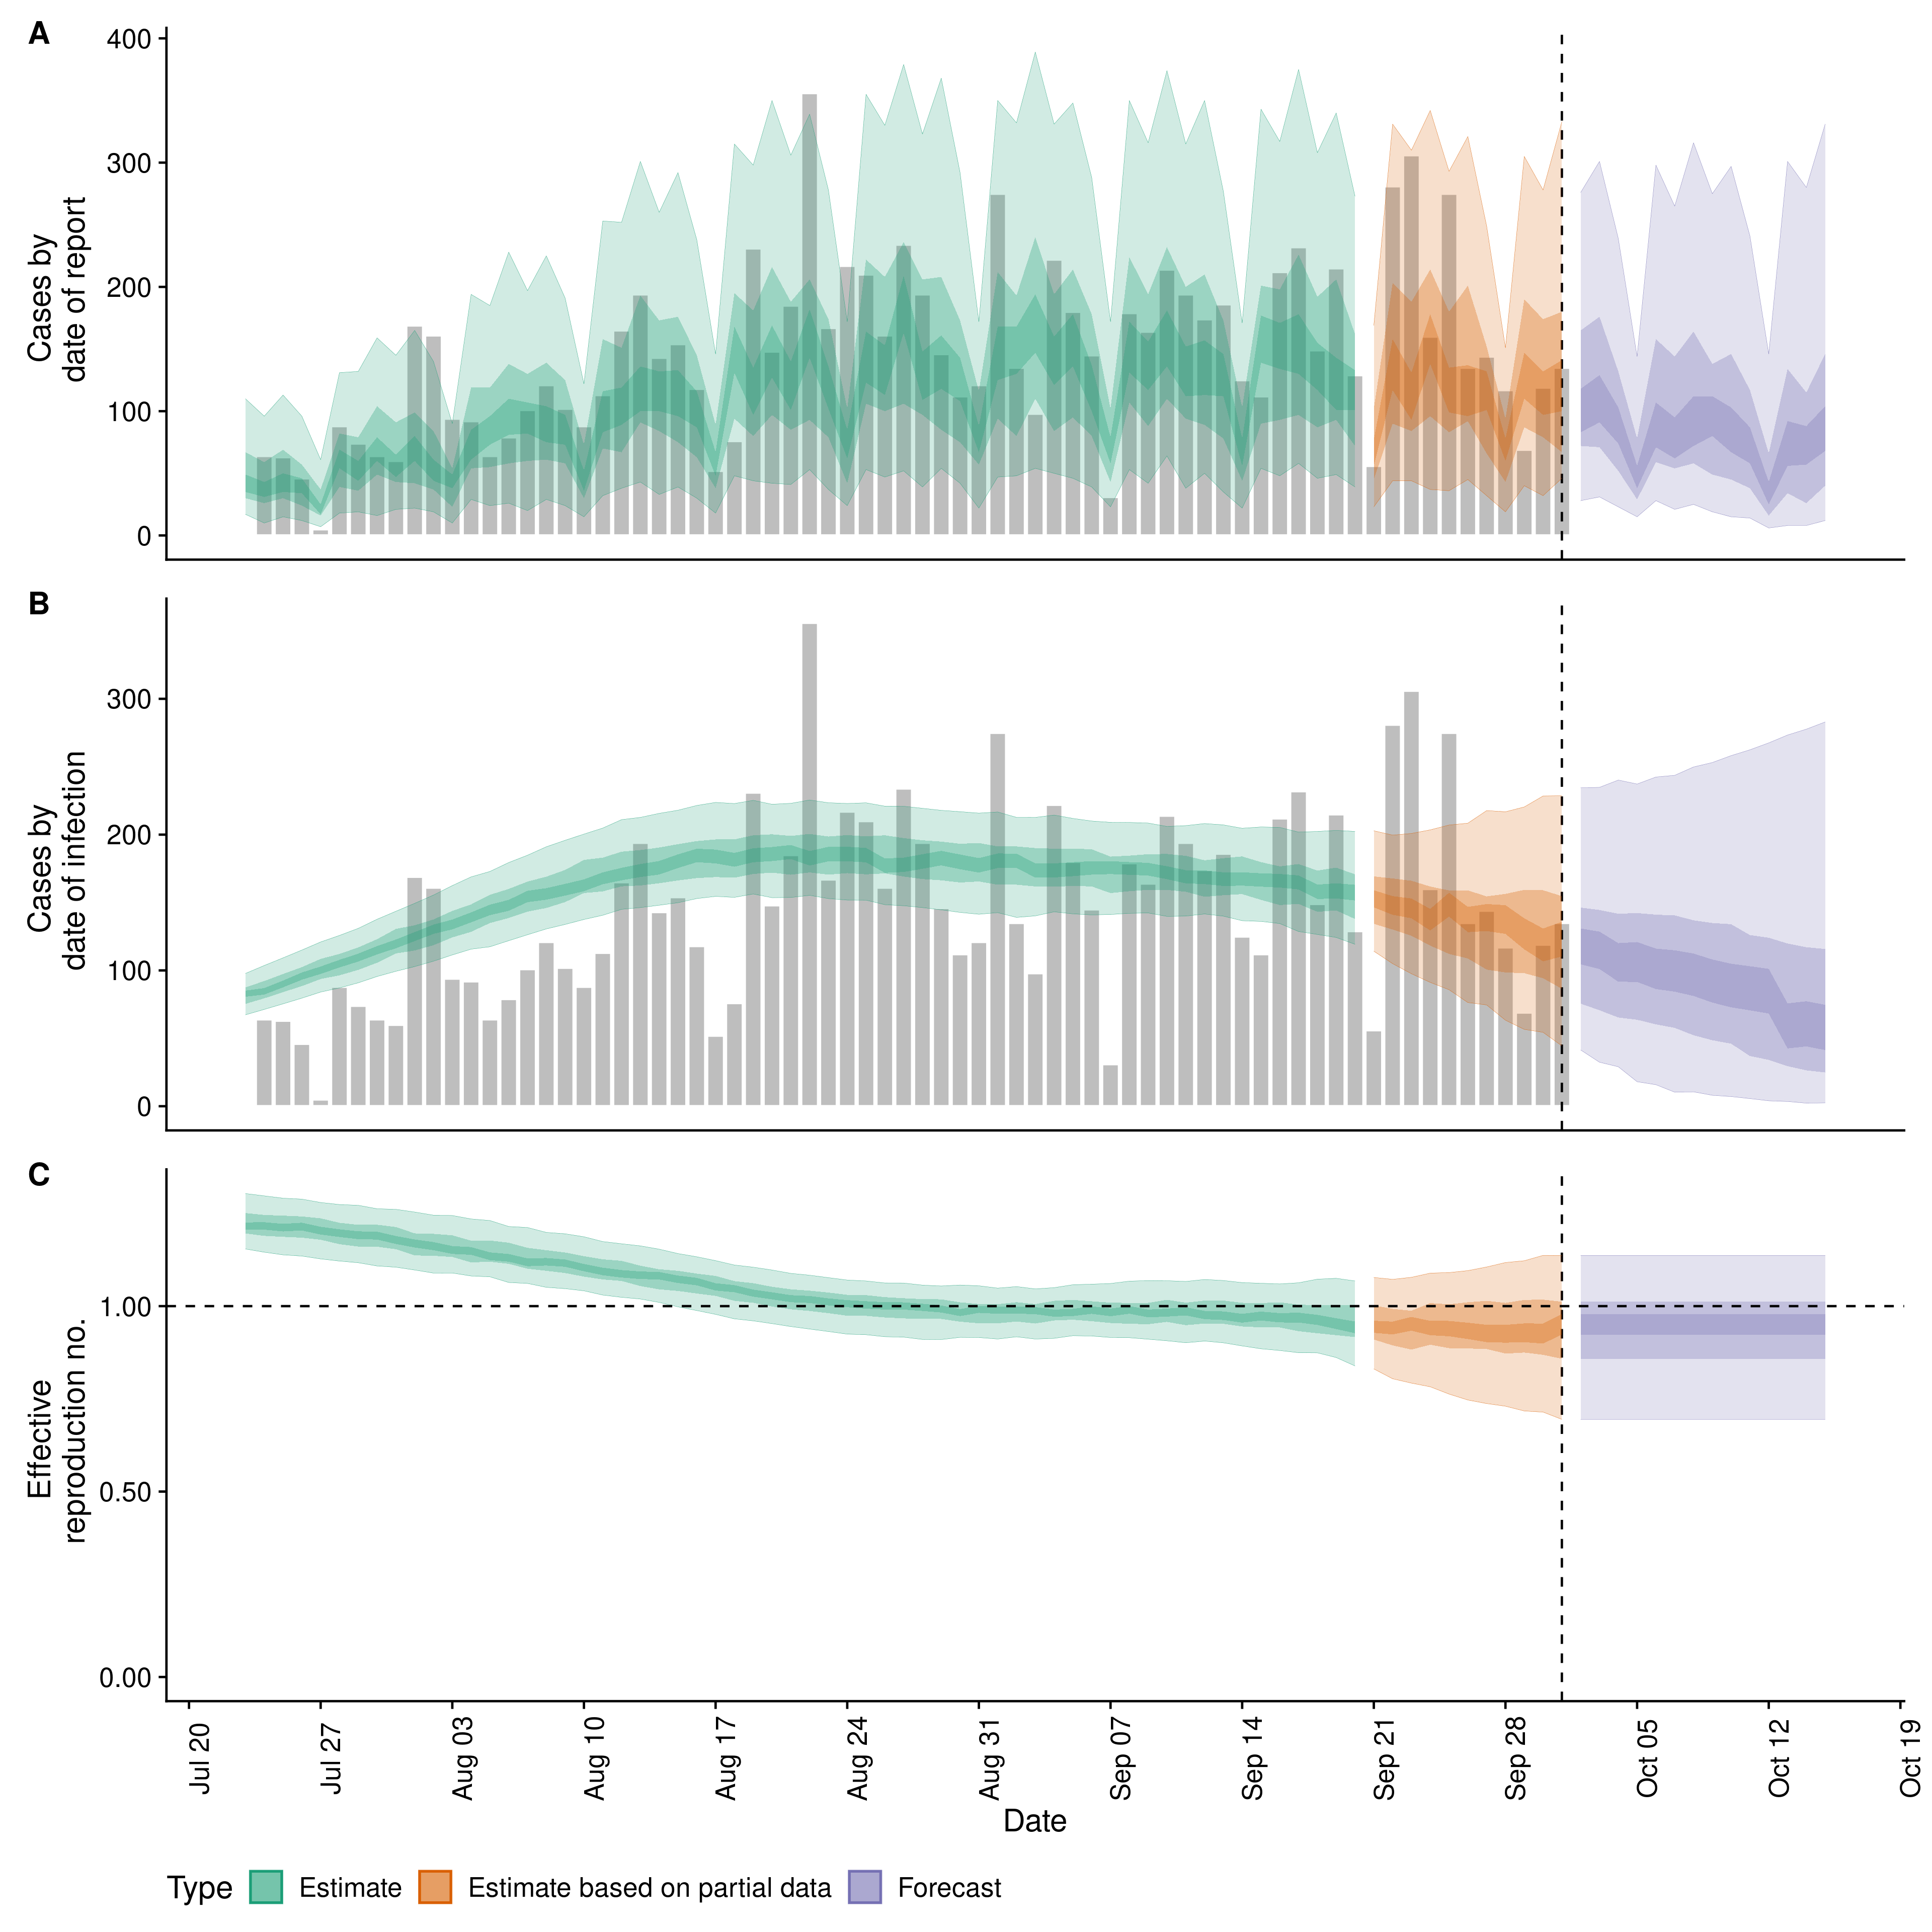 A
400
300
200
100
0
Cases by
date of report
B
300
200
100
0
Cases by
date of infection
C
1.00
0.50
0.00
Effective
reproduction no.
Jul 20
Jul 27
Aug 03
Aug 10
Aug 17
Aug 24
Aug 31
Sep 07
Sep 14
Sep 21
Sep 28
Oct 05
Oct 12
Oct 19
Date
Type Estimate Estimate based on partial data Forecast